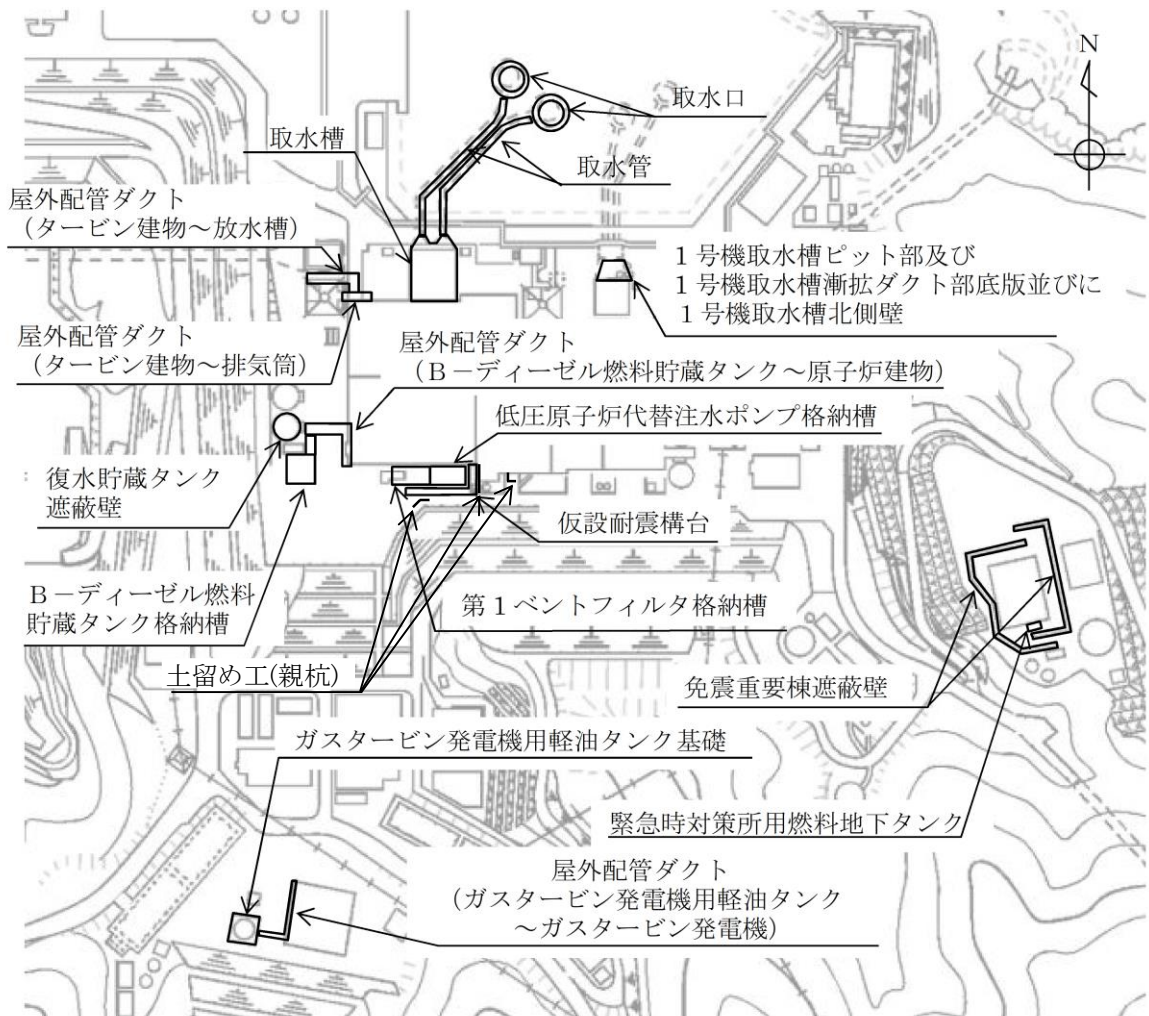 N
取水口
取水槽
取水管
屋外配管ダクト
(タービン建物～放水槽)
1号機取水槽ピット部及び
1号機取水槽漸拡ダクト部底版並びに
1号機取水槽北側壁
屋外配管ダクト
(タービン建物～排気筒)
屋外配管ダクト
(B－ディーゼル燃料貯蔵タンク～原子炉建物)
低圧原子炉代替注水ポンプ格納槽
復水貯蔵タンク
遮蔽壁
仮設耐震構台
B－ディーゼル燃料
貯蔵タンク格納槽
第1ベントフィルタ格納槽
土留め工(親杭)
免震重要棟遮蔽壁
ガスタービン発電機用軽油タンク基礎
緊急時対策所用燃料地下タンク
屋外配管ダクト
(ガスタービン発電機用軽油タンク
～ガスタービン発電機)